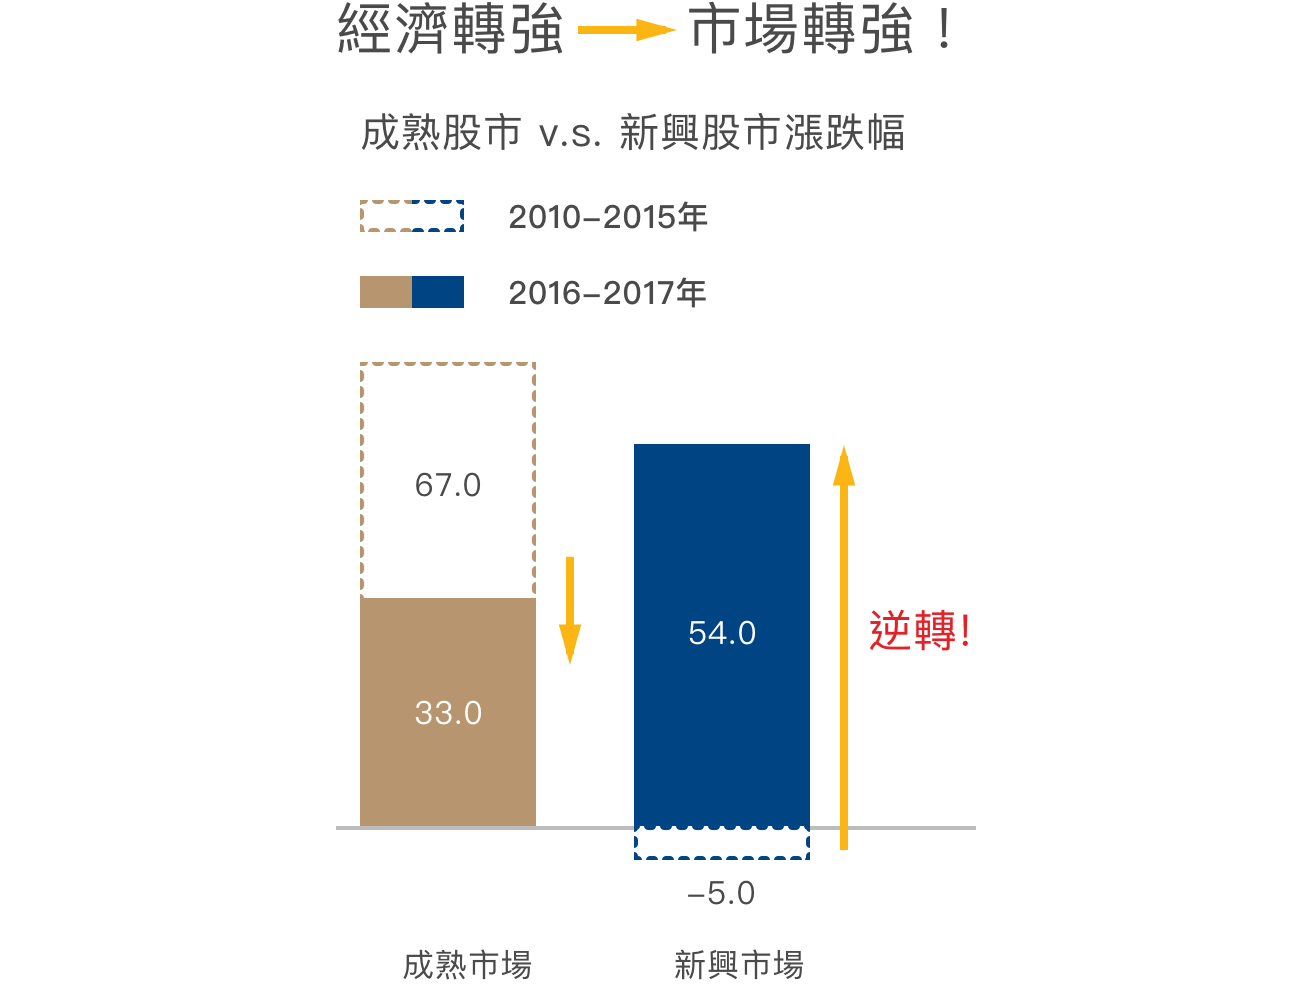 經濟轉強 → 市場轉強！
成熟股市 v.s. 新興股市漲跌幅
2010–2015年
2016–2017年
67.0
54.0
逆轉!
33.0
–5.0
成熟市場 新興市場